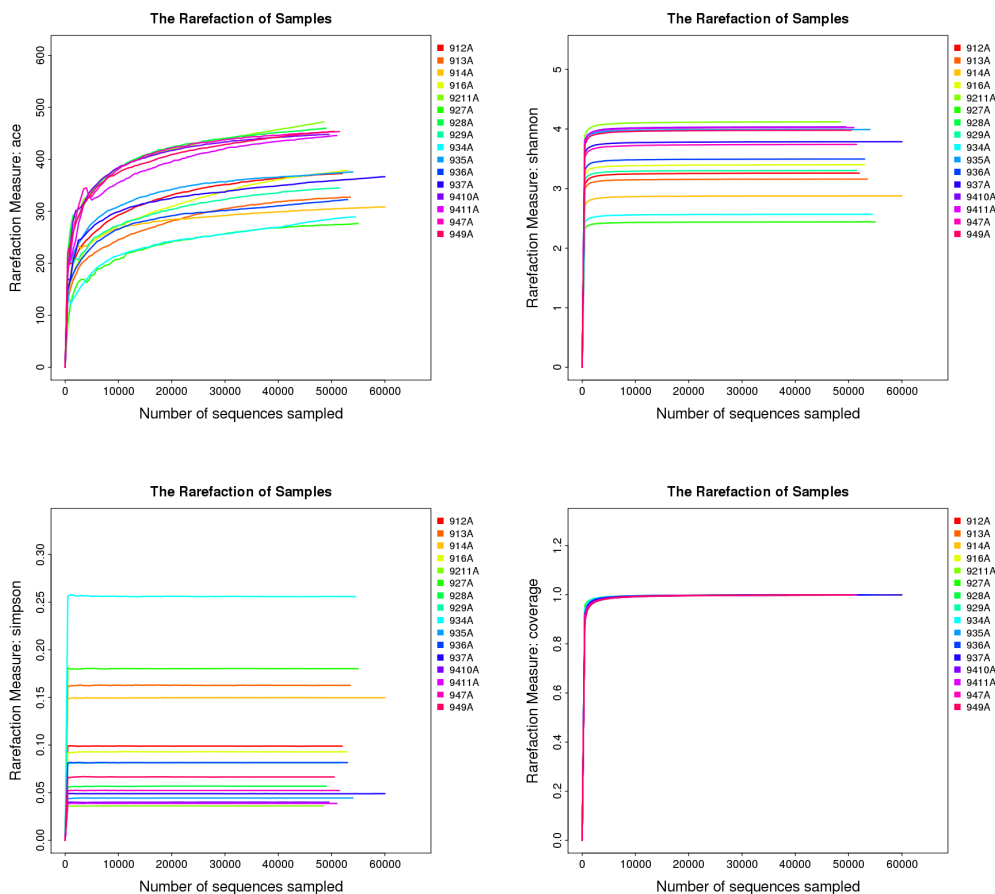 The Rarefaction of Samples
Rarefaction Measure: ace
600
500
400
300
200
100
0
0 10000 20000 30000 40000 50000 60000
Number of sequences sampled
912A
913A
914A
916A
9211A
927A
928A
929A
934A
935A
936A
937A
9410A
9411A
947A
949A
The Rarefaction of Samples
Rarefaction Measure: shannon
5
4
3
2
1
0
0 10000 20000 30000 40000 50000 60000
Number of sequences sampled
912A
913A
914A
916A
9211A
927A
928A
929A
934A
935A
936A
937A
9410A
9411A
947A
949A
The Rarefaction of Samples
Rarefaction Measure: simpson
0.30
0.25
0.20
0.15
0.10
0.05
0.00
0 10000 20000 30000 40000 50000 60000
Number of sequences sampled
912A
913A
914A
916A
9211A
927A
928A
929A
934A
935A
936A
937A
9410A
9411A
947A
949A
The Rarefaction of Samples
Rarefaction Measure: coverage
1.2
1.0
0.8
0.6
0.4
0.2
0.0
0 10000 20000 30000 40000 50000 60000
Number of sequences sampled
912A
913A
914A
916A
9211A
927A
928A
929A
934A
935A
936A
937A
9410A
9411A
947A
949A